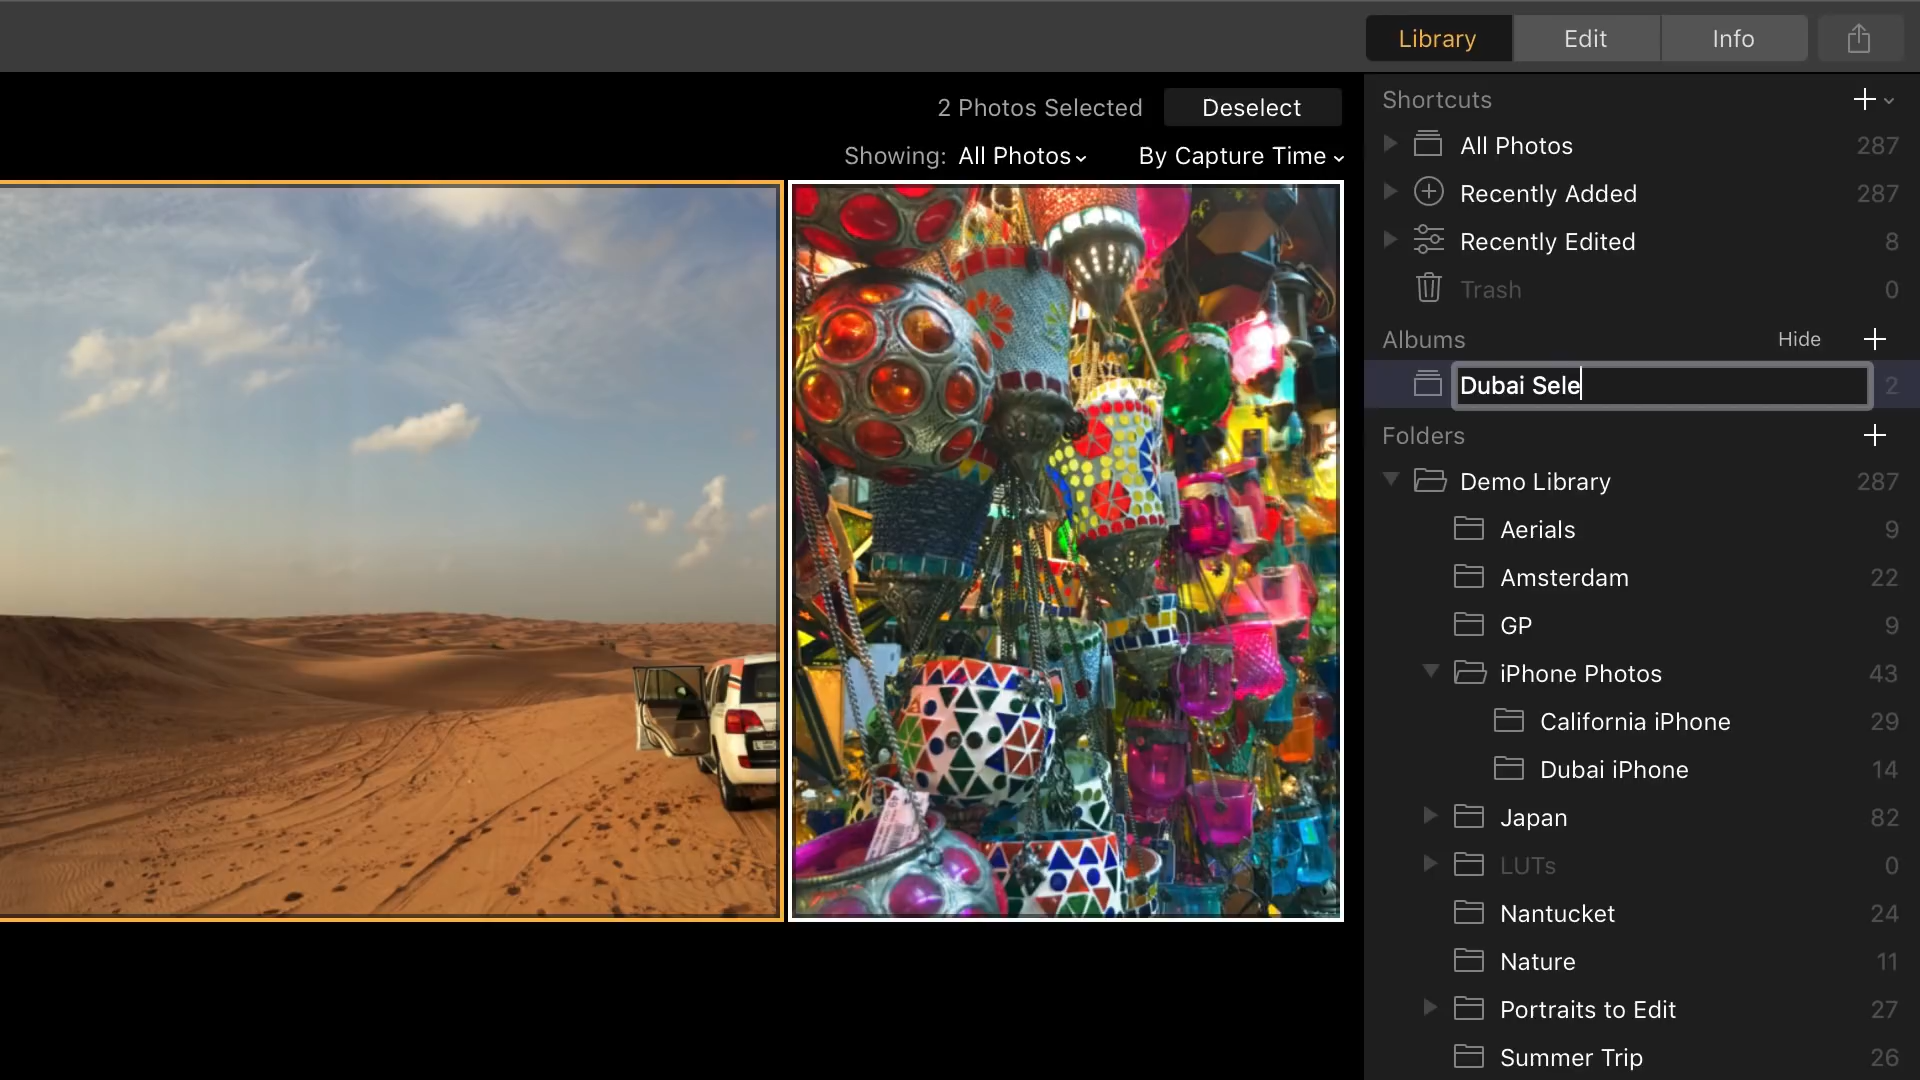 Library Edit Info
2 Photos Selected Deselect
Showing: All Photos By Capture Time
Shortcuts
All Photos 287
Recently Added 287
Recently Edited 8
Trash 0
Albums Hide
Dubai Sele 2
Folders
Demo Library 287
Aerials 9
Amsterdam 22
GP 9
iPhone Photos 43
California iPhone 29
Dubai iPhone 14
Japan 82
LUTs 0
Nantucket 24
Nature 11
Portraits to Edit 27
Summer Trip 26